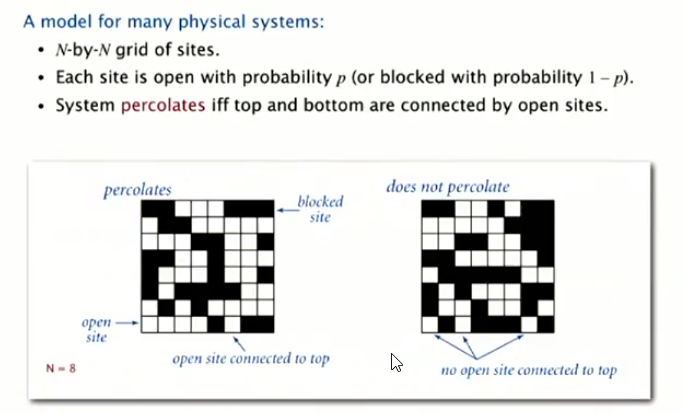 A model for many physical systems:
• N-by-N grid of sites.
• Each site is open with probability p (or blocked with probability 1 – p).
• System percolates iff top and bottom are connected by open sites.
percolates
blocked
site
does not percolate
open
site
open site connected to top
N = 8
no open site connected to top